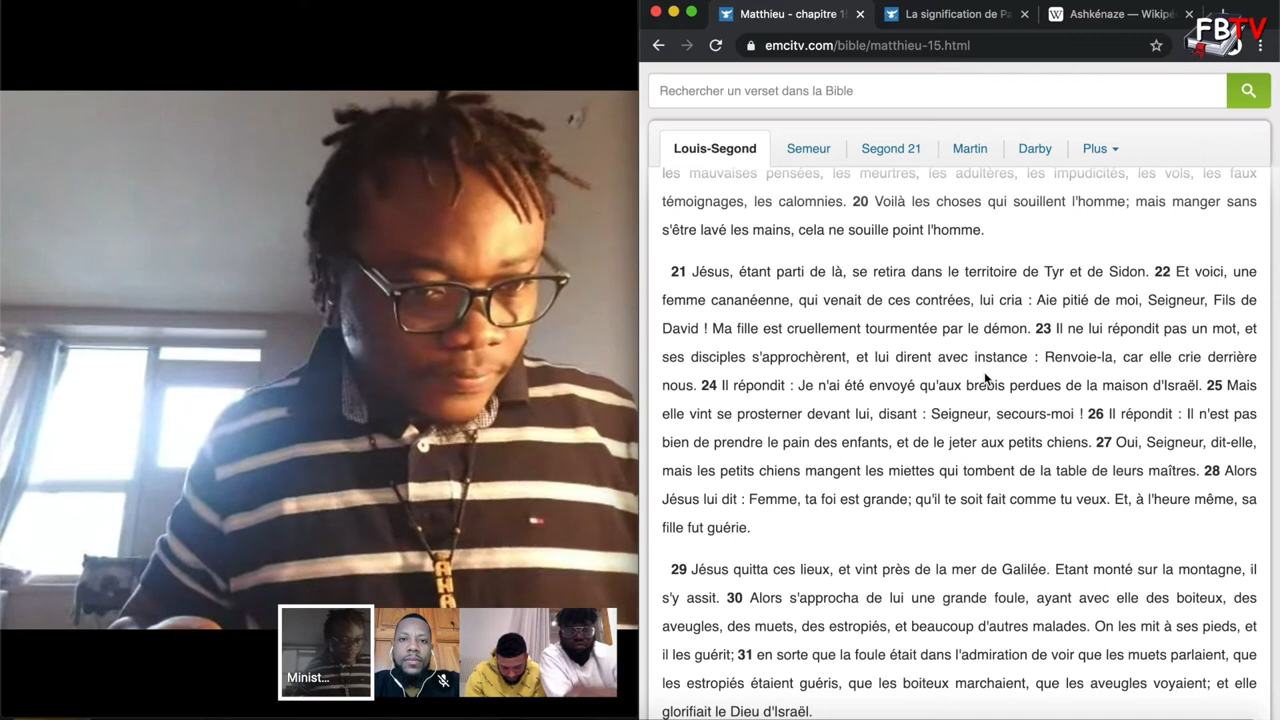 Matthieu - chapitre 1
La signification de Pa
Ashkénaze — Wikip
FBTV
emcitv.com/bible/matthieu-15.html
Rechercher un verset dans la Bible
Louis-Segond
Semeur
Segond 21
Martin
Darby
Plus
les mauvaises pensées, les meurtres, les adultères, les impudicités, les vols, les faux
témoignages, les calomnies. 20 Voilà les choses qui souillent l'homme; mais manger sans
s'être lavé les mains, cela ne souille point l'homme.
21 Jésus, étant parti de là, se retira dans le territoire de Tyr et de Sidon. 22 Et voici, une
femme cananéenne, qui venait de ces contrées, lui cria : Aie pitié de moi, Seigneur, Fils de
David ! Ma fille est cruellement tourmentée par le démon. 23 Il ne lui répondit pas un mot, et
ses disciples s'approchèrent, et lui dirent avec instance : Renvoie-la, car elle crie derrière
nous. 24 Il répondit : Je n'ai été envoyé qu'aux brebis perdues de la maison d'Israël. 25 Mais
elle vint se prosterner devant lui, disant : Seigneur, secours-moi ! 26 Il répondit : Il n'est pas
bien de prendre le pain des enfants, et de le jeter aux petits chiens. 27 Oui, Seigneur, dit-elle,
mais les petits chiens mangent les miettes qui tombent de la table de leurs maîtres. 28 Alors
Jésus lui dit : Femme, ta foi est grande; qu'il te soit fait comme tu veux. Et, à l'heure même, sa
fille fut guérie.
29 Jésus quitta ces lieux, et vint près de la mer de Galilée. Etant monté sur la montagne, il
s'y assit. 30 Alors s'approcha de lui une grande foule, ayant avec elle des boiteux, des
aveugles, des muets, des estropiés, et beaucoup d'autres malades. On les mit à ses pieds, et
il les guérit; 31 en sorte que la foule était dans l'admiration de voir que les muets parlaient, que
les estropiés étaient guéris, que les boiteux marchaient, que les aveugles voyaient; et elle
glorifiait le Dieu d'Israël.
Minist...